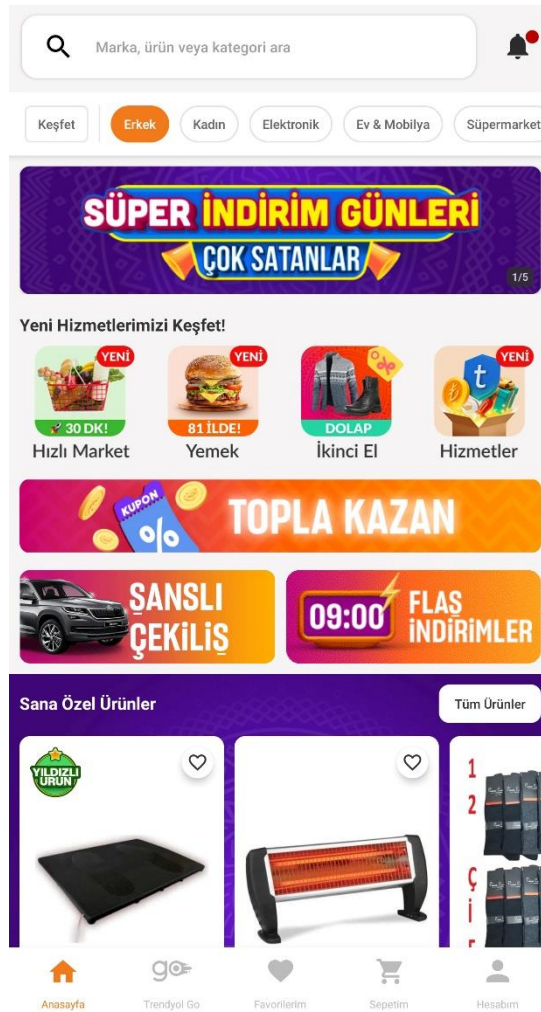 Marka, ürün veya kategori ara
Keşfet
Erkek
Kadın
Elektronik
Ev & Mobilya
Süpermarket
SÜPER İNDİRİM GÜNLERİ
ÇOK SATANLAR
1/5
Yeni Hizmetlerimizi Keşfet!
YENİ
YENİ
YENİ
30 DK!
81 İLDE!
DOLAP
t
Hızlı Market
Yemek
İkinci El
Hizmetler
KUPON
%
TOPLA KAZAN
ŞANSLI
ÇEKİLİŞ
09:00
FLAŞ
İNDİRİMLER
Sana Özel Ürünler
Tüm Ürünler
YILDIZLI
ÜRÜN
1
2
Ç
İ
go
Anasayfa
Trendyol Go
Favorilerim
Sepetim
Hesabım